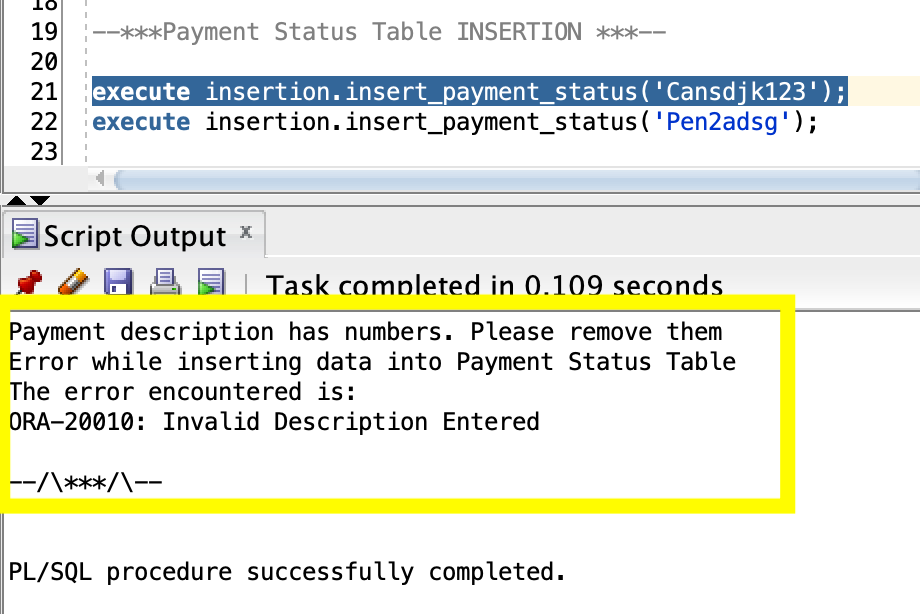 18
19 --***Payment Status Table INSERTION ***--
20
21 execute insertion.insert_payment_status('Cansdjk123');
22 execute insertion.insert_payment_status('Pen2adsg');
23
Script Output x
Task completed in 0.109 seconds
Payment description has numbers. Please remove them
Error while inserting data into Payment Status Table
The error encountered is:
ORA-20010: Invalid Description Entered
--/\***/\--
PL/SQL procedure successfully completed.